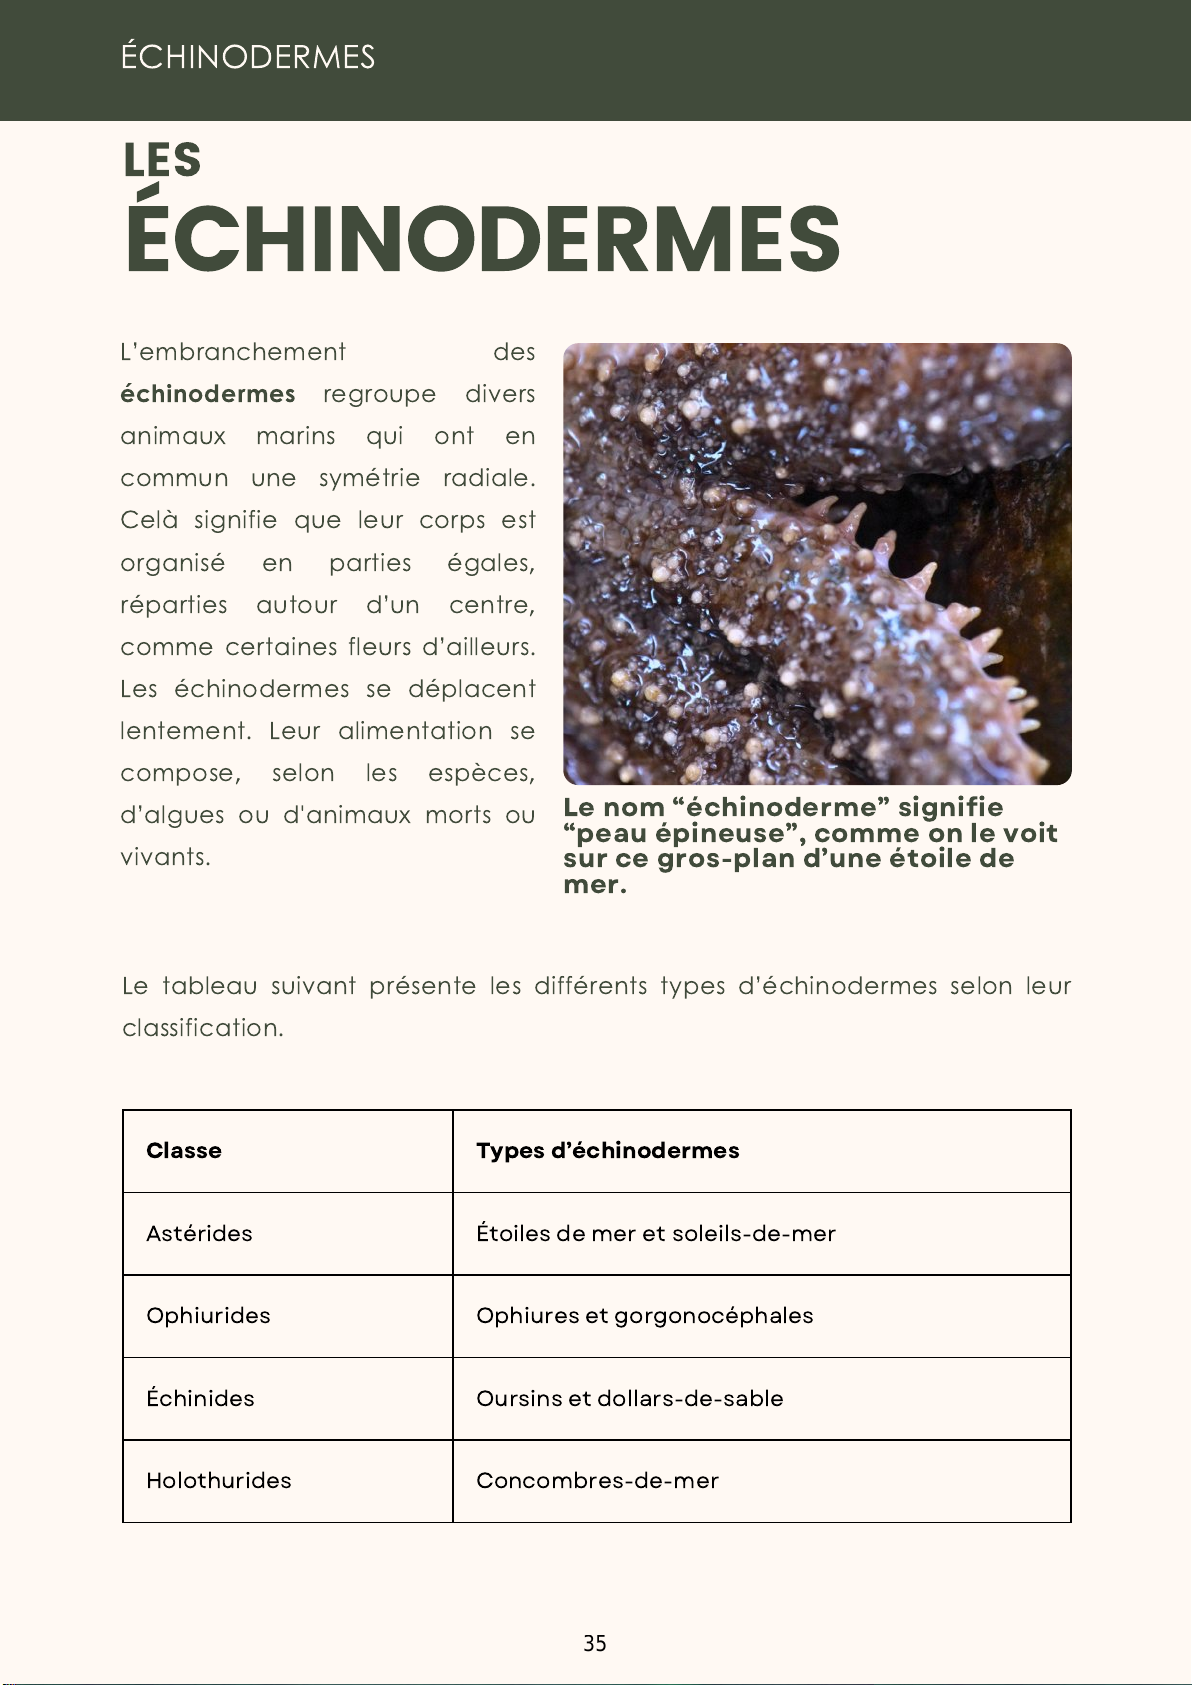 ÉCHINODERMES
LES
ÉCHINODERMES
L’embranchement des
échinodermes regroupe divers
animaux marins qui ont en
commun une symétrie radiale.
Celà signifie que leur corps est
organisé en parties égales,
réparties autour d’un centre,
comme certaines fleurs d’ailleurs.
Les échinodermes se déplacent
lentement. Leur alimentation se
compose, selon les espèces,
d’algues ou d'animaux morts ou
vivants.
Le nom “échinoderme” signifie
“peau épineuse”, comme on le voit
sur ce gros-plan d’une étoile de
mer.
Le tableau suivant présente les différents types d’échinodermes selon leur
classification.
Classe Types d’échinodermes
Astérides Étoiles de mer et soleils-de-mer
Ophiurides Ophiures et gorgonocéphales
Échinides Oursins et dollars-de-sable
Holothurides Concombres-de-mer
35